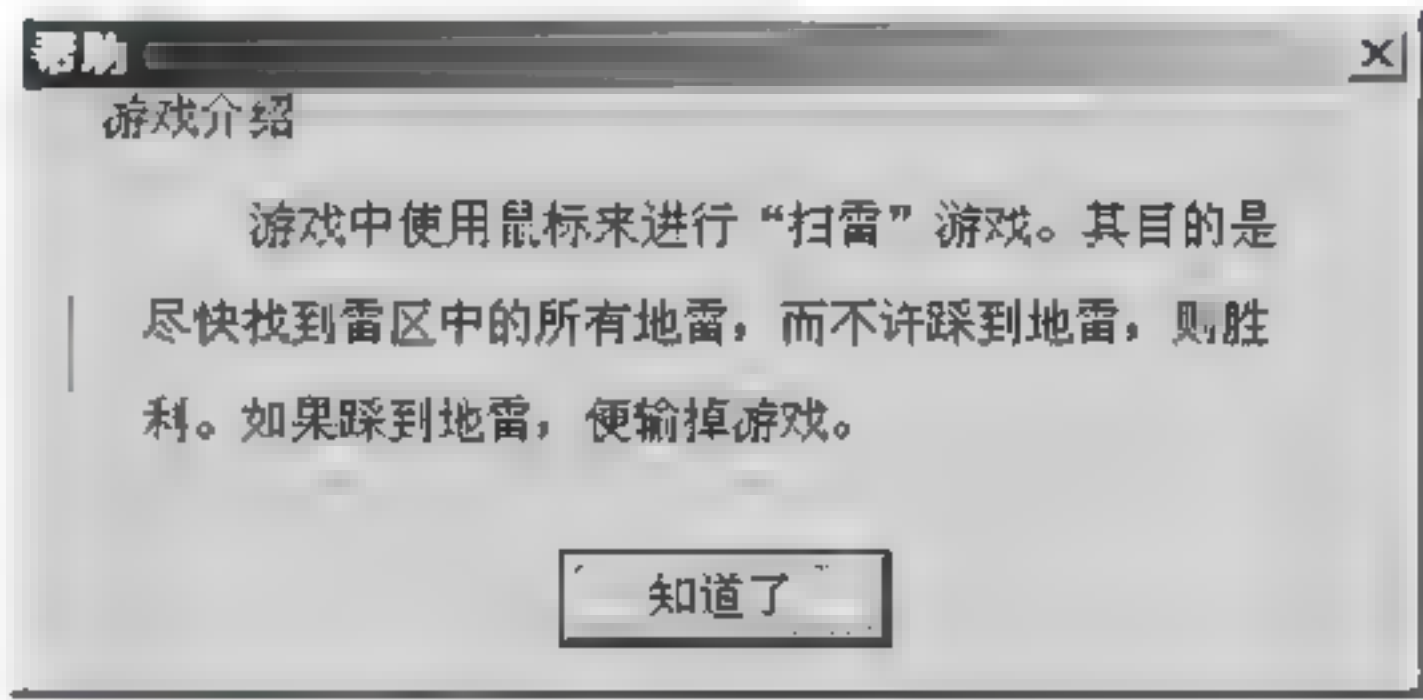 帮助
游戏介绍
游戏中使用鼠标来进行“扫雷”游戏。其目的是
尽快找到雷区中的所有地雷，而不许踩到地雷，则胜
利。如果踩到地雷，便输掉游戏。
知道了